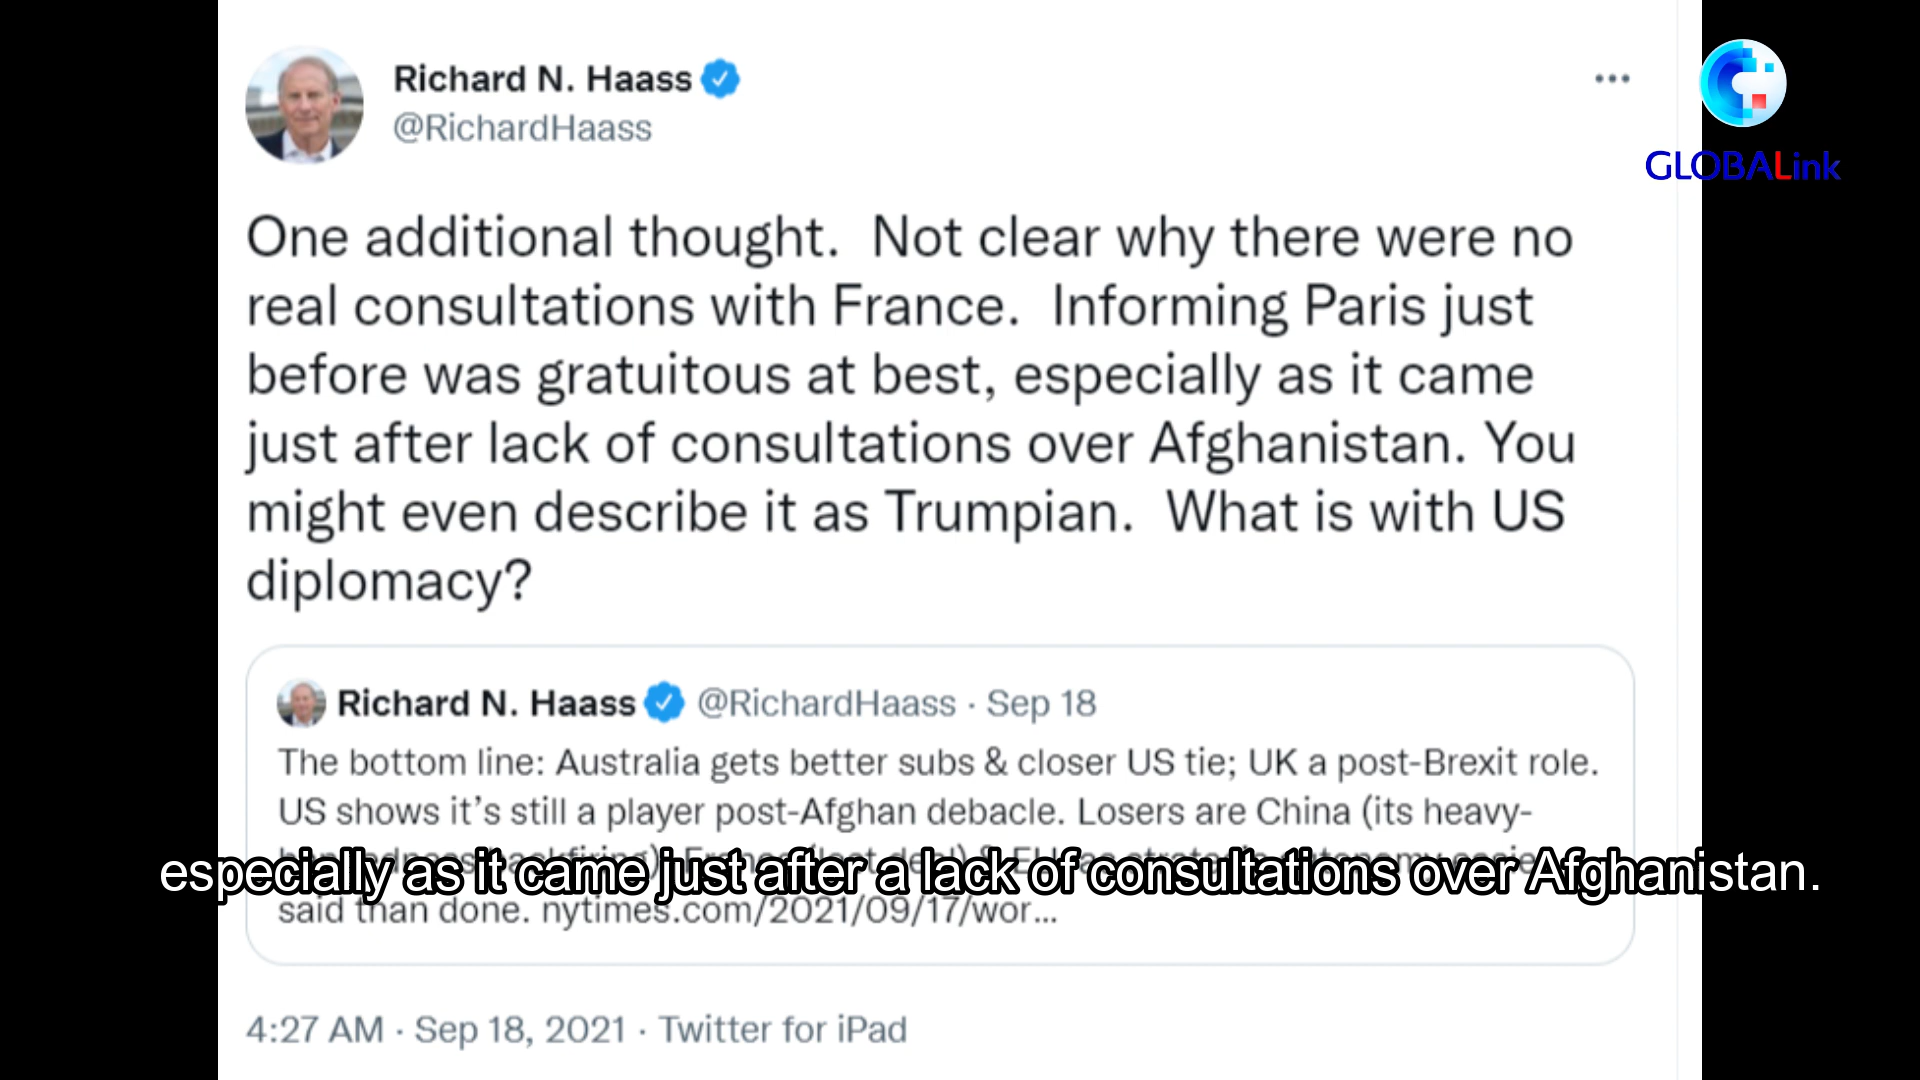 Richard N. Haass
@RichardHaass
GLOBALink
One additional thought.  Not clear why there were no
real consultations with France.  Informing Paris just
before was gratuitous at best, especially as it came
just after lack of consultations over Afghanistan. You
might even describe it as Trumpian.  What is with US
diplomacy?
Richard N. Haass @RichardHaass · Sep 18
The bottom line: Australia gets better subs & closer US tie; UK a post-Brexit role.
US shows it’s still a player post-Afghan debacle. Losers are China (its heavy-
especially as it came just after a lack of consultations over Afghanistan.
said than done. nytimes.com/2021/09/17/wor...
4:27 AM · Sep 18, 2021 · Twitter for iPad